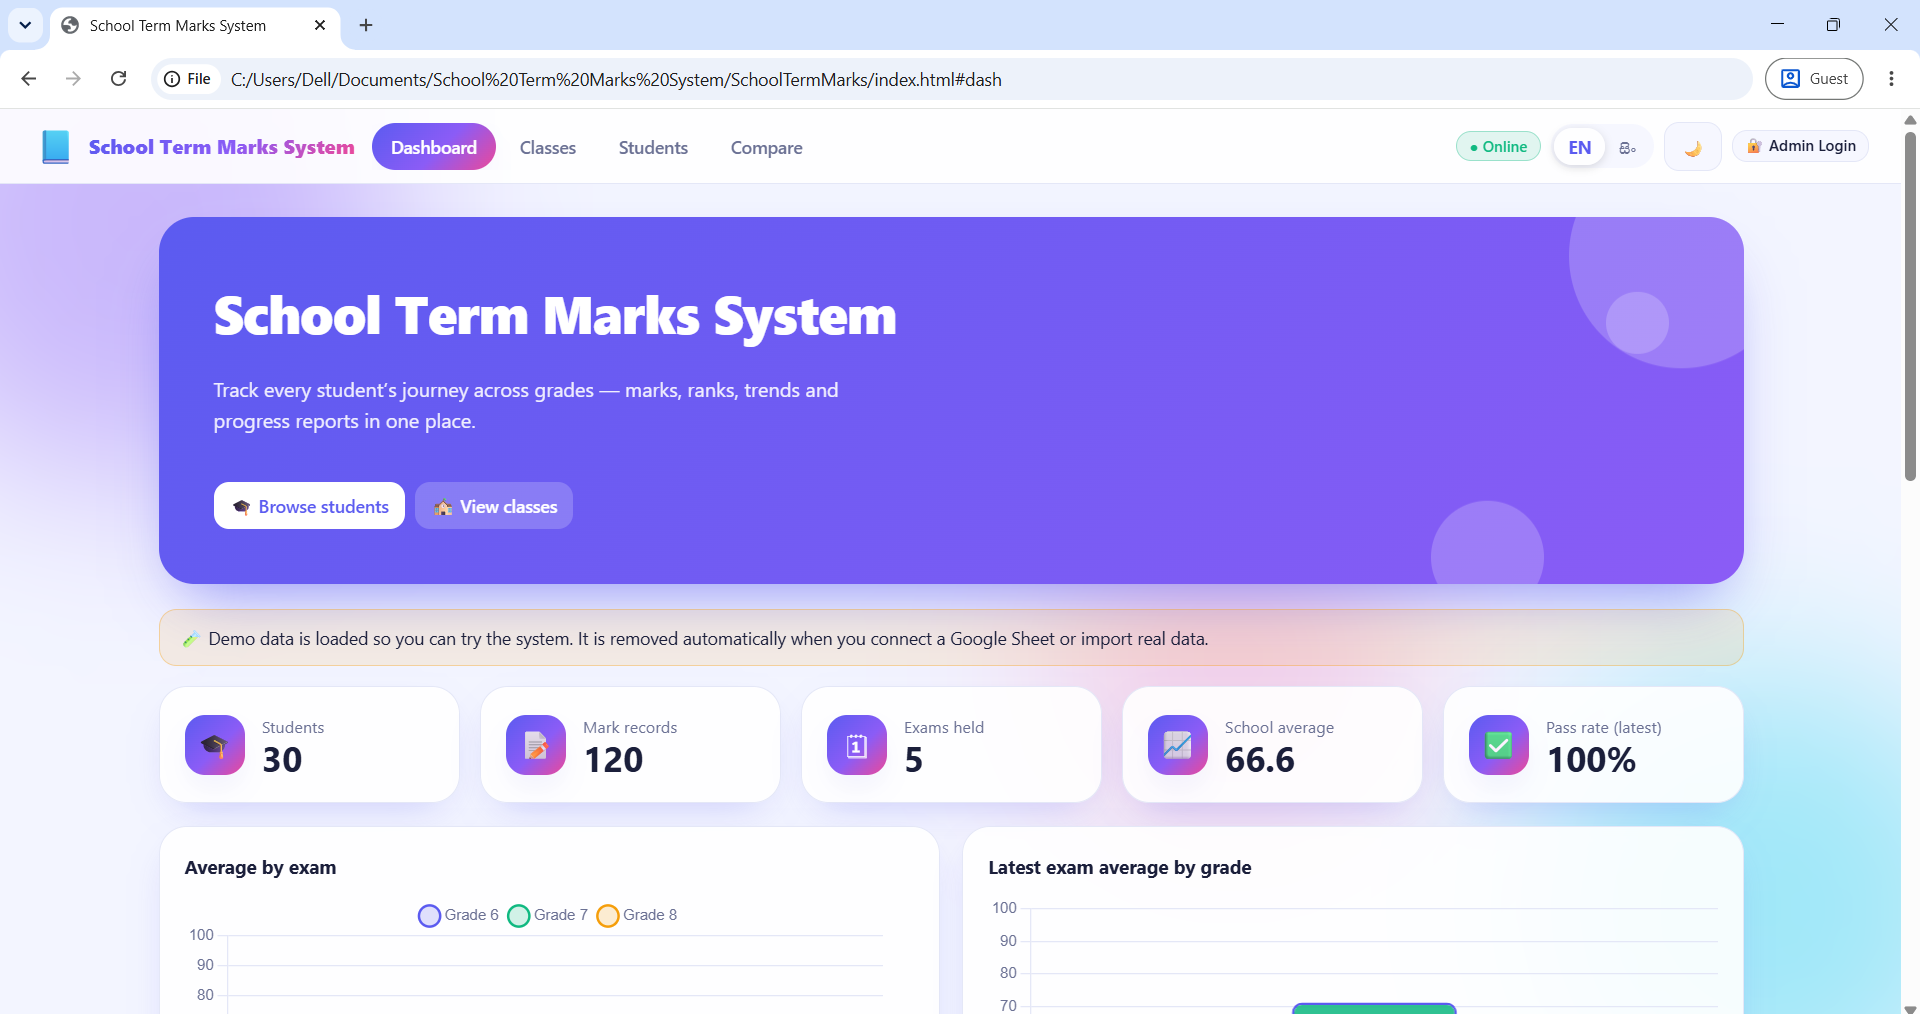 School Term Marks System
File
C:/Users/Dell/Documents/School%20Term%20Marks%20System/SchoolTermMarks/index.html#dash
Guest
School Term Marks System
Dashboard
Classes
Students
Compare
● Online
EN
සිං
Admin Login
School Term Marks System
Track every student's journey across grades — marks, ranks, trends and
progress reports in one place.
Browse students
View classes
Demo data is loaded so you can try the system. It is removed automatically when you connect a Google Sheet or import real data.
Students
30
Mark records
120
Exams held
5
School average
66.6
Pass rate (latest)
100%
Average by exam
Grade 6
Grade 7
Grade 8
100
90
80
Latest exam average by grade
100
90
80
70